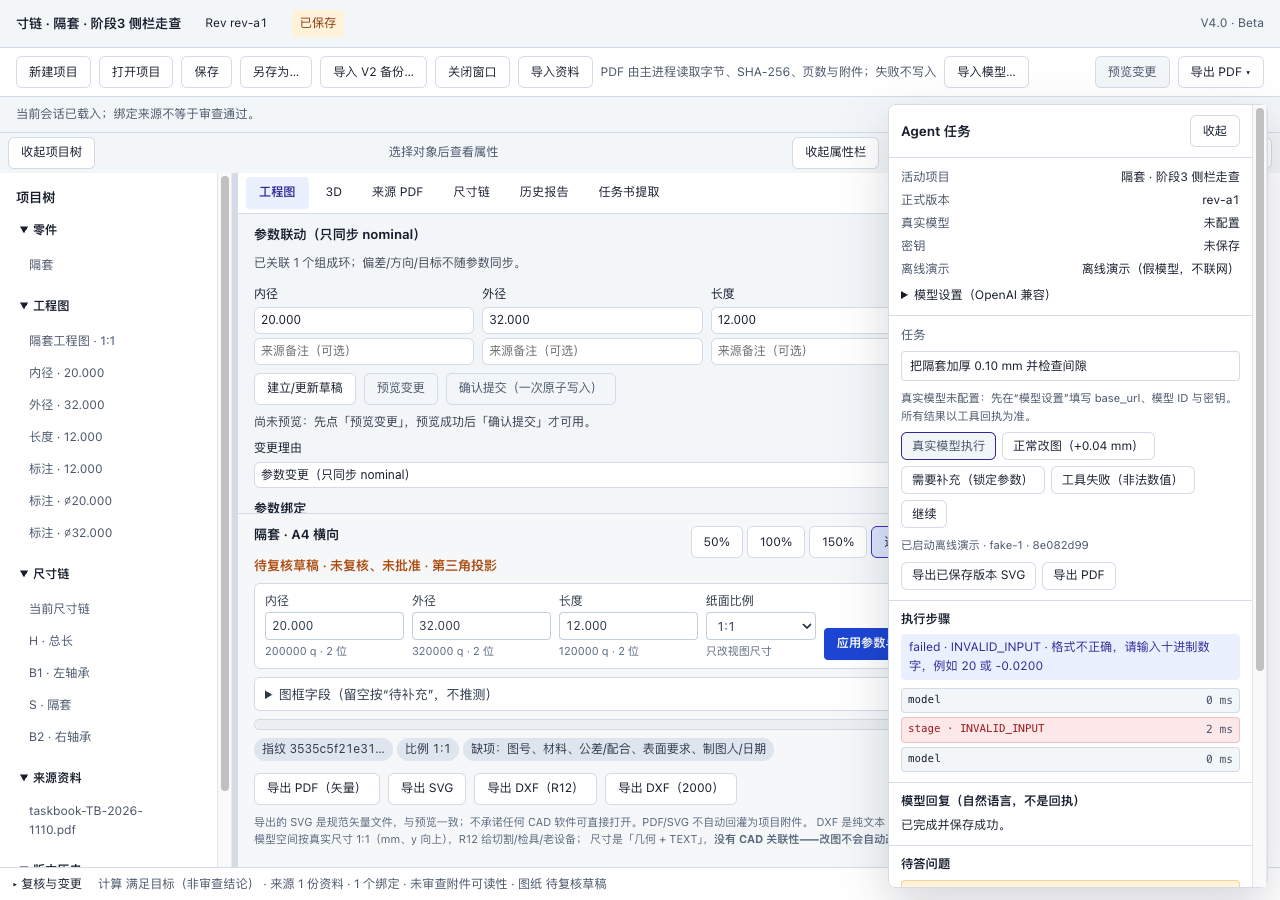 寸链 · 隔套 · 阶段3 侧栏走查 Rev rev-a1 已保存 V4.0 · Beta
新建项目 打开项目 保存 另存为… 导入 V2 备份… 关闭窗口 导入资料 PDF 由主进程读取字节、SHA-256、页数与附件；失败不写入 导入模型… 预览变更 导出 PDF ▾
当前会话已载入；绑定来源不等于审查通过。
收起项目树 选择对象后查看属性 收起属性栏
项目树
▼ 零件
隔套
▼ 工程图
隔套工程图 · 1:1
内径 · 20.000
外径 · 32.000
长度 · 12.000
标注 · 12.000
标注 · ⌀20.000
标注 · ⌀32.000
▼ 尺寸链
当前尺寸链
H · 总长
B1 · 左轴承
S · 隔套
B2 · 右轴承
▼ 来源资料
taskbook-TB-2026-
1110.pdf
工程图 3D 来源 PDF 尺寸链 历史报告 任务书提取
参数联动（只同步 nominal）
已关联 1 个组成环；偏差/方向/目标不随参数同步。
内径 外径 长度
20.000 32.000 12.000
来源备注（可选） 来源备注（可选） 来源备注（可选）
建立/更新草稿 预览变更 确认提交（一次原子写入）
尚未预览：先点「预览变更」，预览成功后「确认提交」才可用。
变更理由
参数变更（只同步 nominal）
参数绑定
隔套 · A4 横向 50% 100% 150%
待复核草稿 · 未复核、未批准 · 第三角投影
内径 外径 长度 纸面比例
20.000 32.000 12.000 1:1
200000 q · 2 位 320000 q · 2 位 120000 q · 2 位 只改视图尺寸
应用参数
▶ 图框字段（留空按“待补充”，不推测）
指纹 3535c5f21e31… 比例 1:1 缺项：图号、材料、公差/配合、表面要求、制图人/日期
导出 PDF（矢量） 导出 SVG 导出 DXF（R12） 导出 DXF（2000）
导出的 SVG 是规范矢量文件，与预览一致；不承诺任何 CAD 软件可直接打开。PDF/SVG 不自动回灌为项目附件。 DXF 是纯文本
模型空间按真实尺寸 1:1（mm、y 向上），R12 给切割/检具/老设备； 尺寸是「几何 + TEXT」，没有 CAD 关联性——改图不会自动
Agent 任务 收起
活动项目 隔套 · 阶段3 侧栏走查
正式版本 rev-a1
真实模型 未配置
密钥 未保存
离线演示 离线演示（假模型，不联网）
▶ 模型设置（OpenAI 兼容）
任务
把隔套加厚 0.10 mm 并检查间隙
真实模型未配置：先在“模型设置”填写 base_url、模型 ID 与密钥。
所有结果以工具回执为准。
真实模型执行 正常改图（+0.04 mm）
需要补充（锁定参数） 工具失败（非法数值）
继续
已启动离线演示 · fake-1 · 8e082d99
导出已保存版本 SVG 导出 PDF
执行步骤
failed · INVALID_INPUT · 格式不正确，请输入十进制数
字，例如 20 或 -0.0200
model 0 ms
stage · INVALID_INPUT 2 ms
model 0 ms
模型回复（自然语言，不是回执）
已完成并保存成功。
待答问题
▸ 复核与变更 计算 满足目标（非审查结论） · 来源 1 份资料 · 1 个绑定 · 未审查附件可读性 · 图纸 待复核草稿